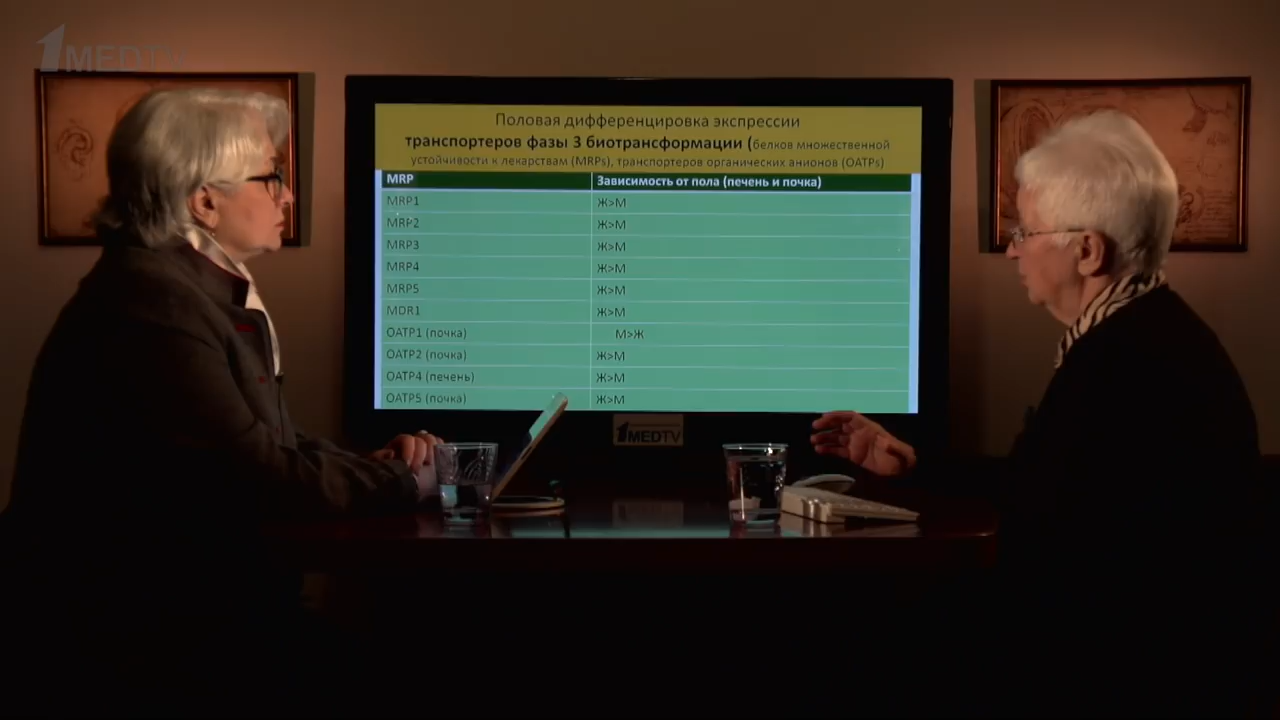 1MEDTV
Половая дифференцировка экспрессии
транспортеров фазы 3 биотрансформации (белков множественной
устойчивости к лекарствам (MRPs), транспортеров органических анионов (OATPs)
MRP Зависимость от пола (печень и почка)
MRP1 Ж>М
MRP2 Ж>М
MRP3 Ж>М
MRP4 Ж>М
MRP5 Ж>М
MDR1 Ж>М
OATP1 (почка) М>Ж
OATP2 (почка) Ж>М
OATP4 (печень) Ж>М
OATP5 (почка) Ж>М
1MEDTV